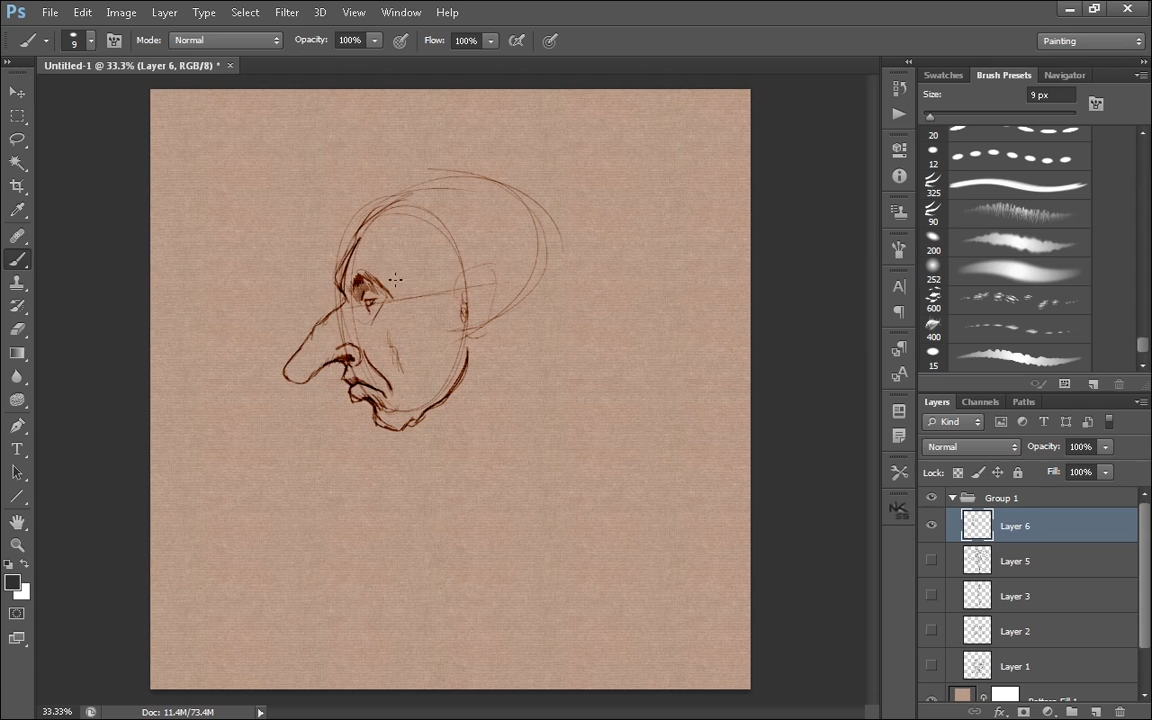 Ps File Edit Image Layer Type Select Filter 3D View Window Help
9 Mode: Normal Opacity: 100% Flow: 100% Painting
Untitled-1 @ 33.3% (Layer 6, RGB/8) * ×
Swatches Brush Presets Navigator
Size: 9 px
20
12
325
90
200
252
600
400
15
Layers Channels Paths
Kind
Normal Opacity: 100%
Lock: Fill: 100%
Group 1
Layer 6
Layer 5
Layer 3
Layer 2
Layer 1
33.33% Doc: 11.4M/73.4M